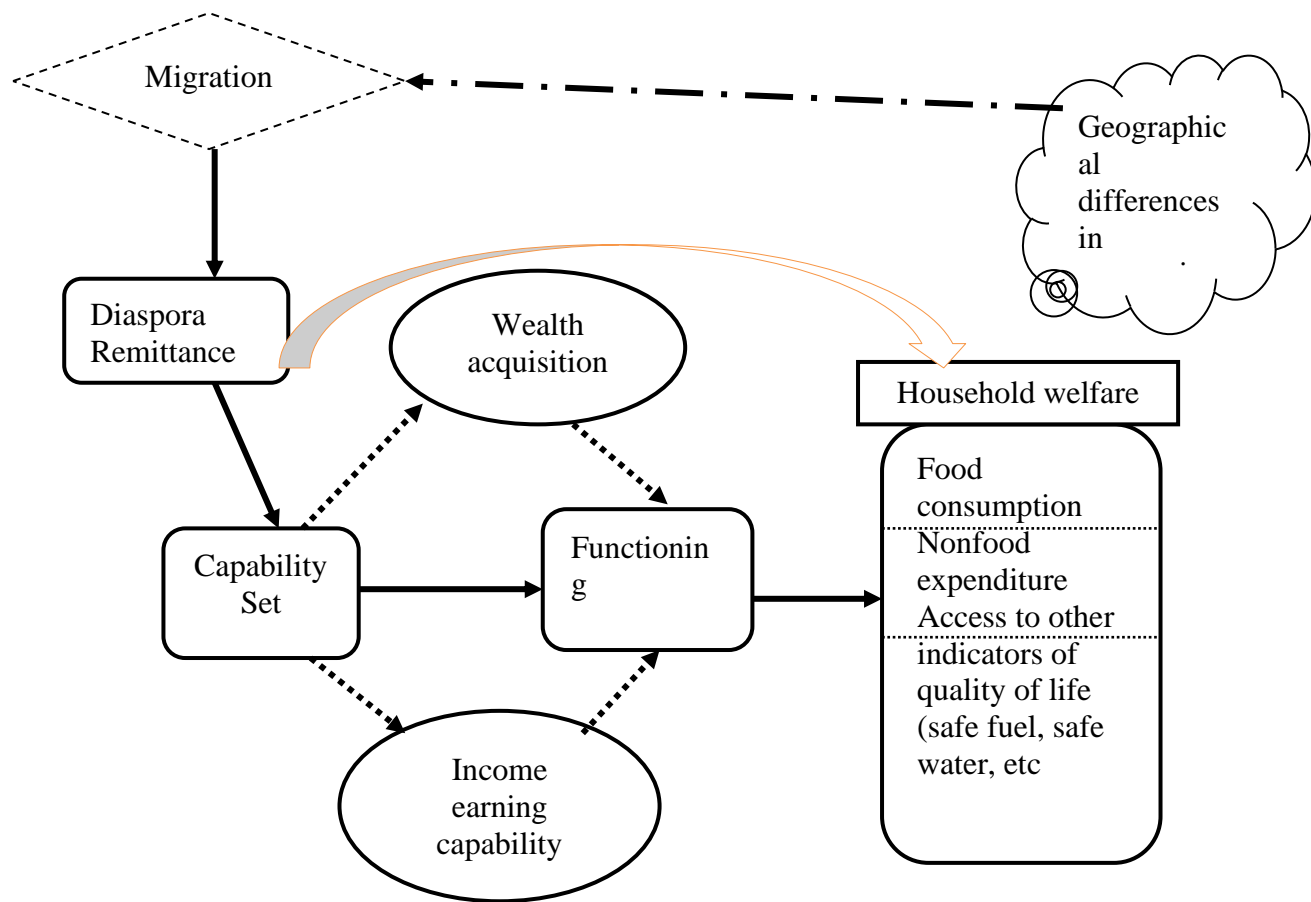 Migration
Geographic
al
differences
in
.
Diaspora
Remittance
Wealth
acquisition
Household welfare
Food
consumption
Nonfood
expenditure
Access to other
indicators of
quality of life
(safe fuel, safe
water, etc
Capability
Set
Functionin
g
Income
earning
capability